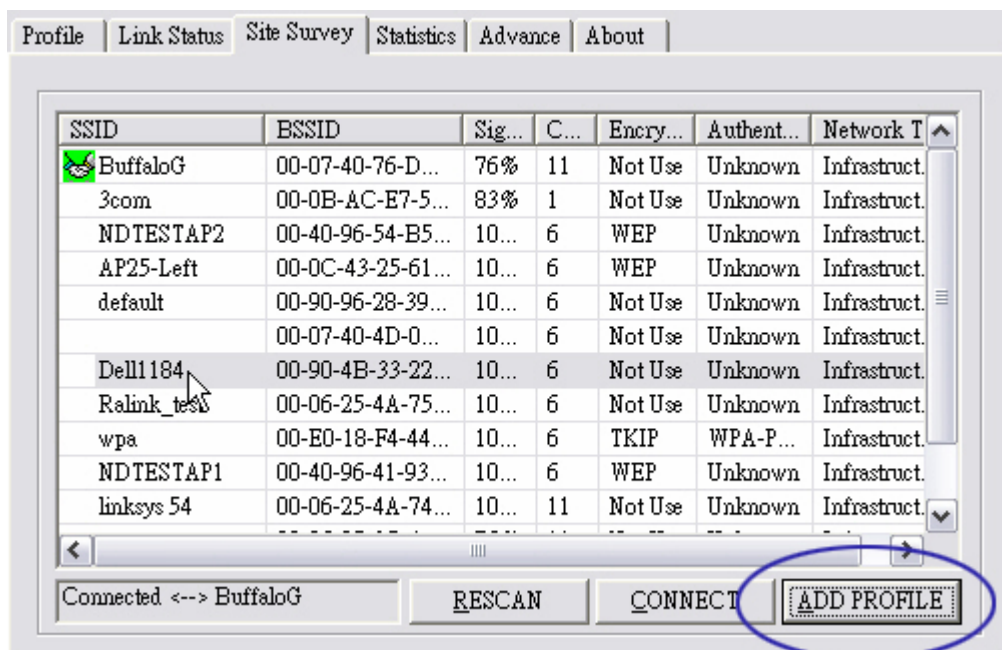 Profile Link Status Site Survey Statistics Advance About
SSID BSSID Sig... C... Encry... Authent... Network T
BuffaloG 00-07-40-76-D... 76% 11 Not Use Unknown Infrastruct.
3com 00-0B-AC-E7-5... 83% 1 Not Use Unknown Infrastruct.
NDTESTAP2 00-40-96-54-B5... 10... 6 WEP Unknown Infrastruct.
AP25-Left 00-0C-43-25-61... 10... 6 WEP Unknown Infrastruct.
default 00-90-96-28-39... 10... 6 Not Use Unknown Infrastruct.
00-07-40-4D-0... 10... 6 Not Use Unknown Infrastruct.
Dell1184 00-90-4B-33-22... 10... 6 Not Use Unknown Infrastruct.
Ralink_test 00-06-25-4A-75... 10... 6 Not Use Unknown Infrastruct.
wpa 00-E0-18-F4-44... 10... 6 TKIP WPA-P... Infrastruct.
NDTESTAP1 00-40-96-41-93... 10... 6 WEP Unknown Infrastruct.
linksys 54 00-06-25-4A-74... 10... 11 Not Use Unknown Infrastruct.
Connected <--> BuffaloG RESCAN CONNECT ADD PROFILE